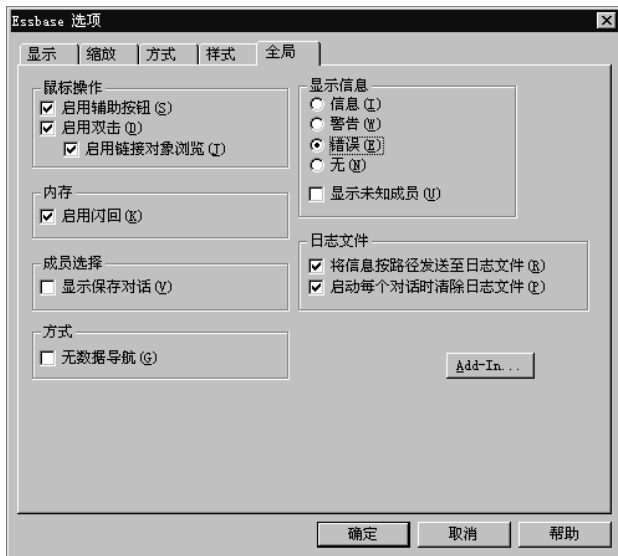 Essbase 选项
显示 缩放 方式 样式 全局
鼠标操作
启用辅助按钮(S)
启用双击(D)
启用链接对象浏览(T)
内存
启用闪回(K)
成员选择
显示保存对话(V)
方式
无数据导航(G)
显示信息
信息(I)
警告(W)
错误(E)
无(N)
显示未知成员(U)
日志文件
将信息按路径发送至日志文件(R)
启动每个对话时清除日志文件(P)
Add-In...
确定 取消 帮助